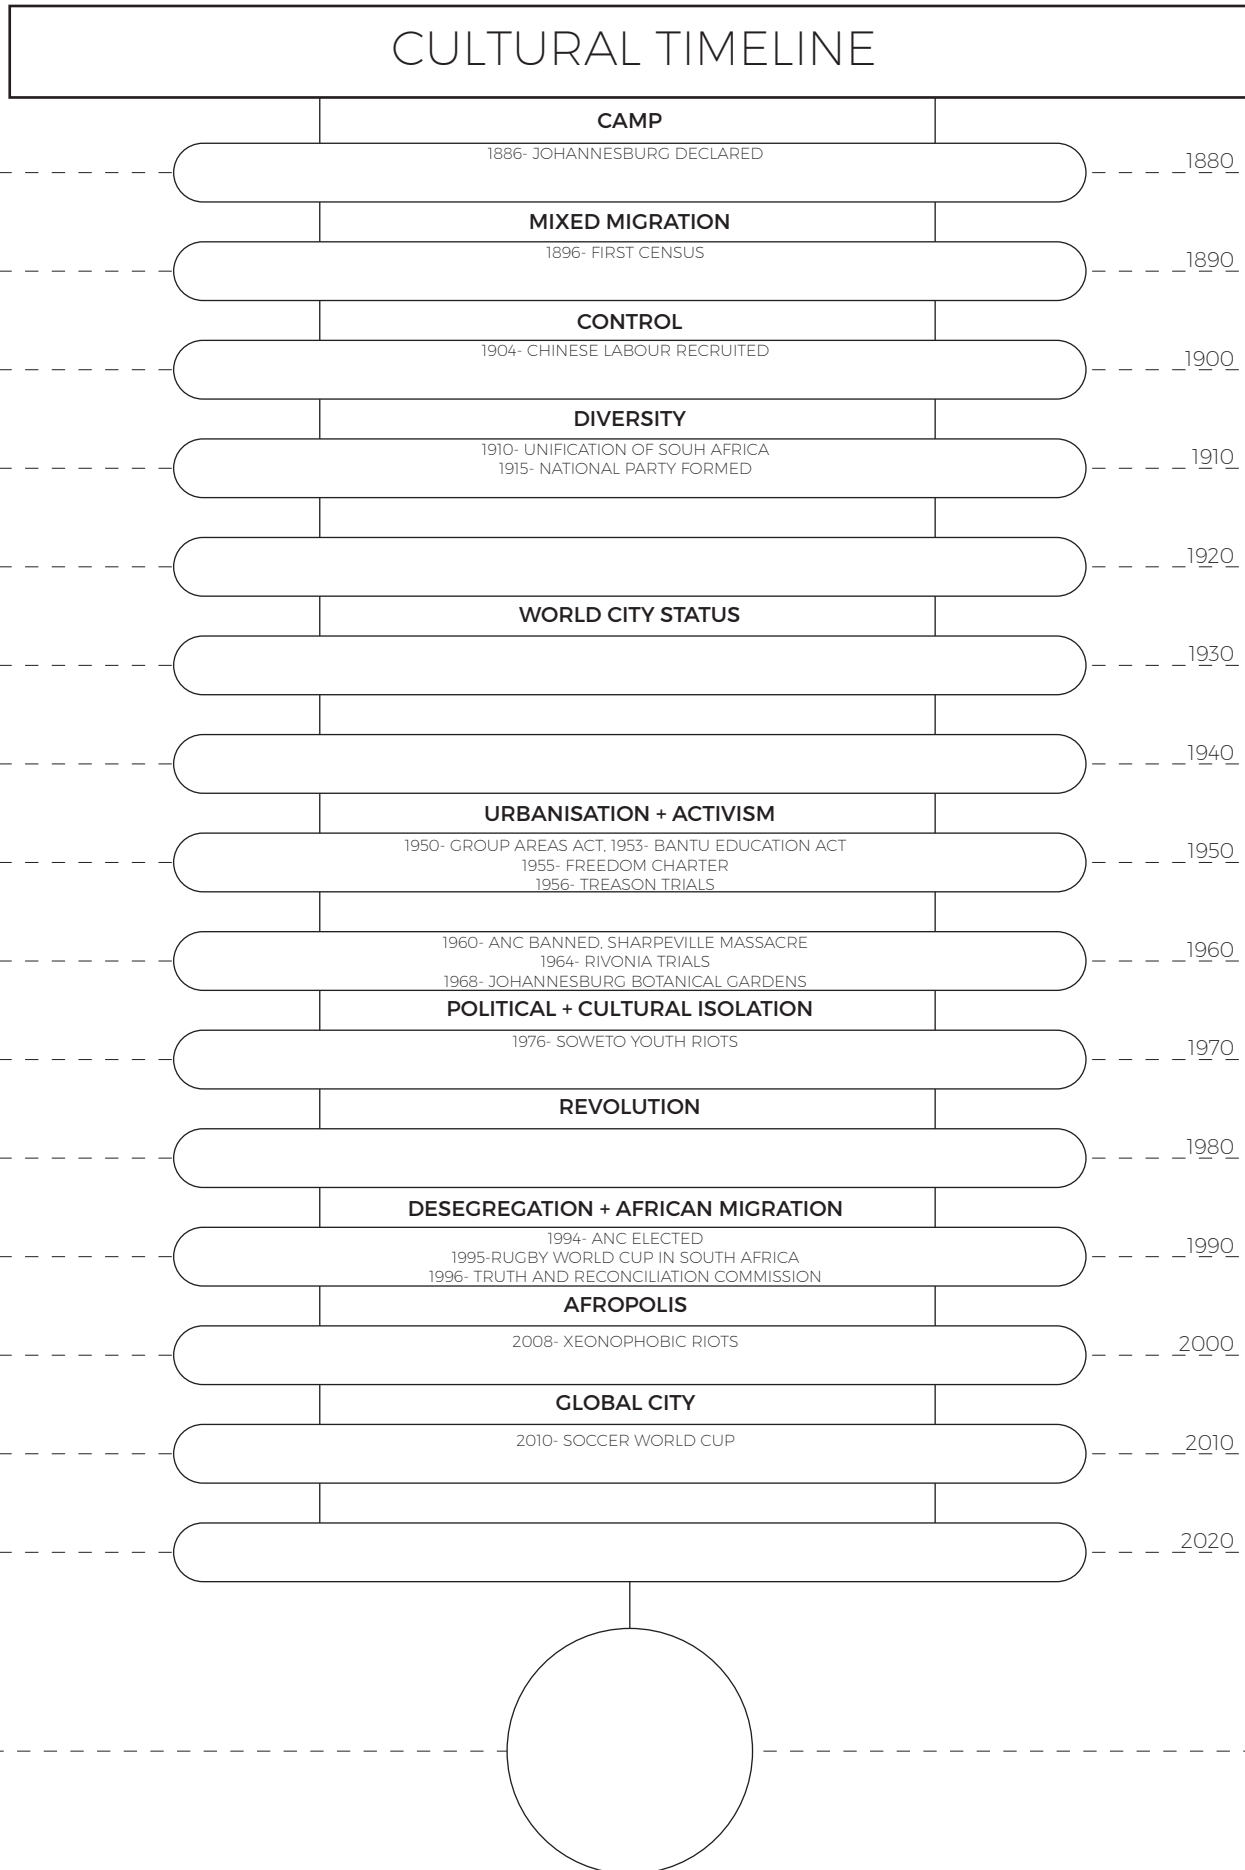 CULTURAL TIMELINE
CAMP
1886- JOHANNESBURG DECLARED
1880
MIXED MIGRATION
1896- FIRST CENSUS
1890
CONTROL
1904- CHINESE LABOUR RECRUITED
1900
DIVERSITY
1910- UNIFICATION OF SOUH AFRICA
1915- NATIONAL PARTY FORMED
1910
1920
WORLD CITY STATUS
1930
1940
URBANISATION + ACTIVISM
1950- GROUP AREAS ACT, 1953- BANTU EDUCATION ACT
1955- FREEDOM CHARTER
1956- TREASON TRIALS
1950
1960- ANC BANNED, SHARPEVILLE MASSACRE
1964- RIVONIA TRIALS
1968- JOHANNESBURG BOTANICAL GARDENS
1960
POLITICAL + CULTURAL ISOLATION
1976- SOWETO YOUTH RIOTS
1970
REVOLUTION
1980
DESEGREGATION + AFRICAN MIGRATION
1994- ANC ELECTED
1995-RUGBY WORLD CUP IN SOUTH AFRICA
1996- TRUTH AND RECONCILIATION COMMISSION
1990
AFROPOLIS
2008- XEONOPHOBIC RIOTS
2000
GLOBAL CITY
2010- SOCCER WORLD CUP
2010
2020